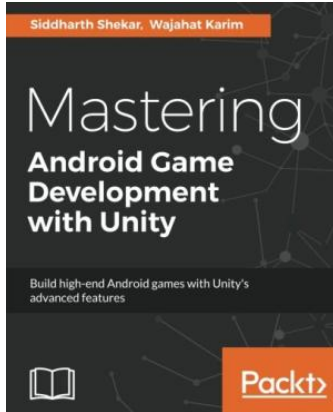 Siddharth Shekar, Wajahat Karim
Mastering
Android Game
Development
with Unity
Build high-end Android games with Unity's
advanced features
Packt>